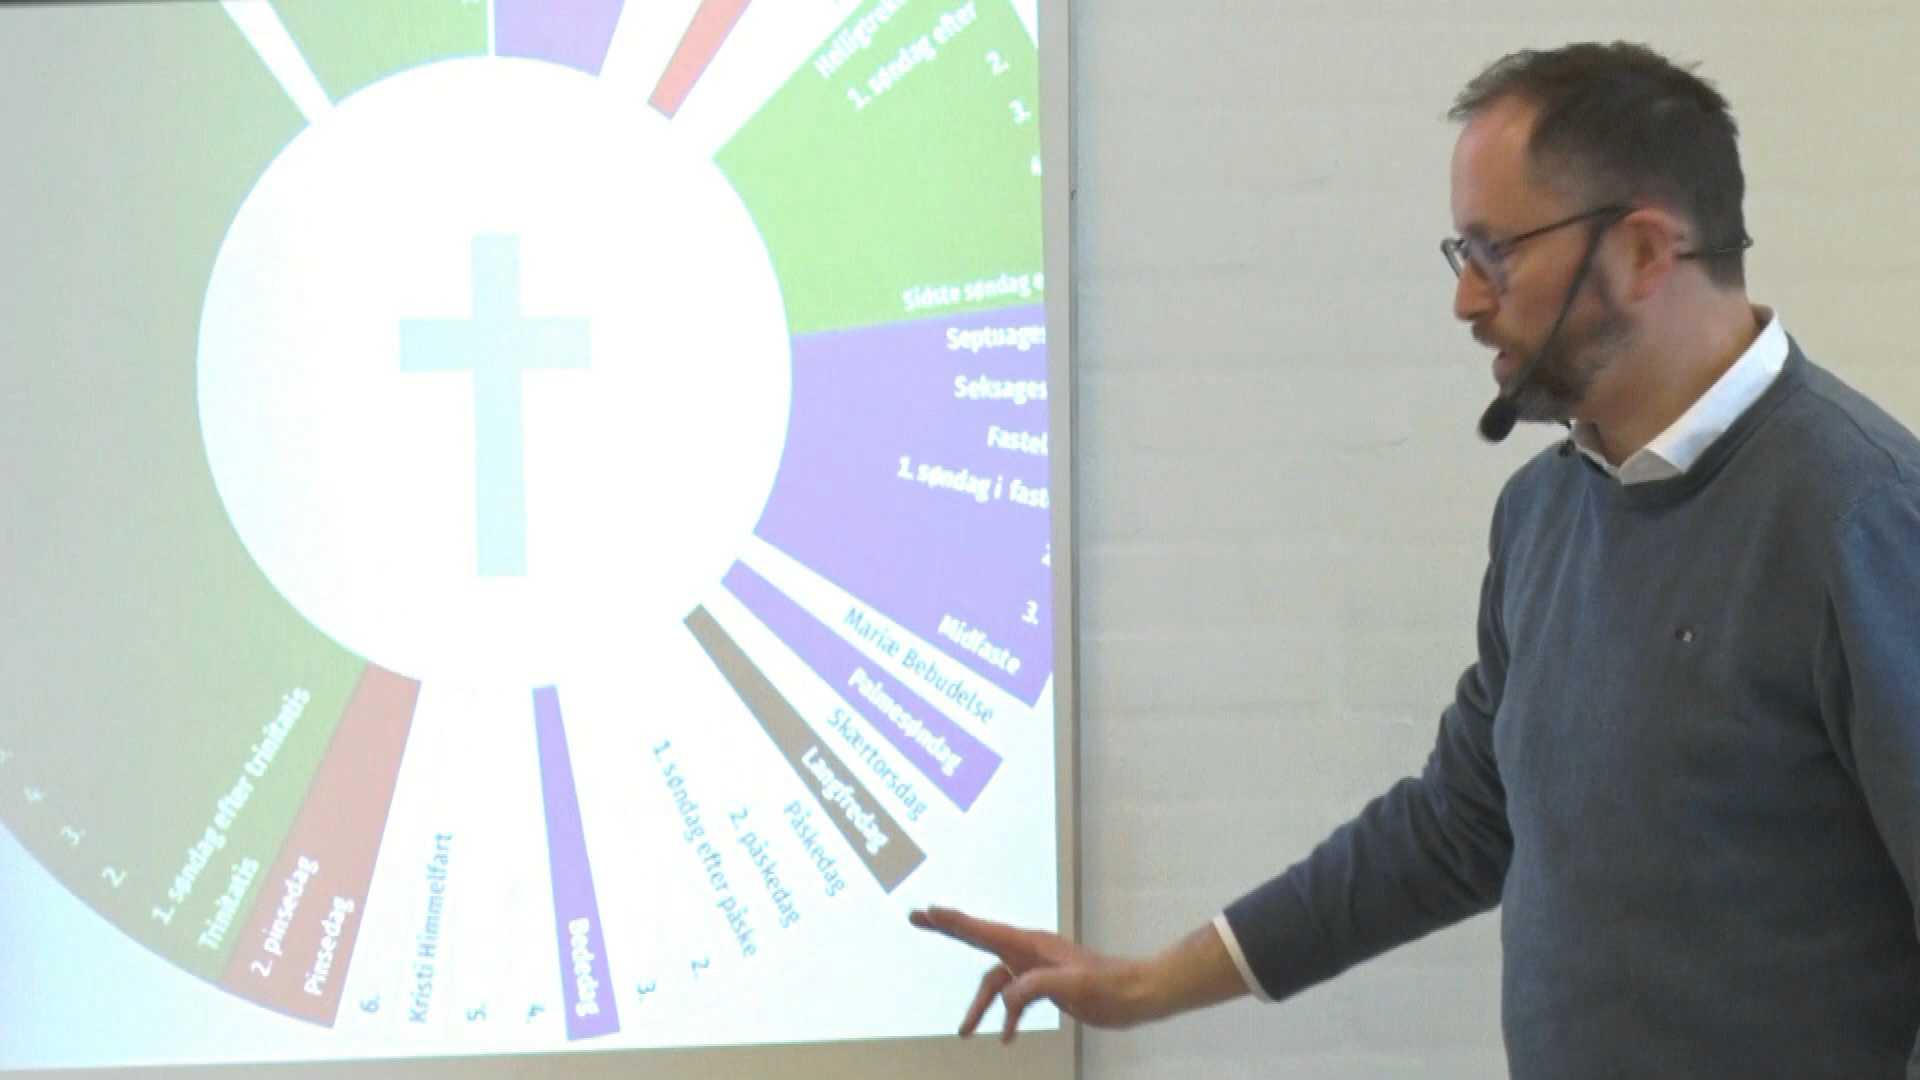 Helligtrek
1. søndag efter
2.
3.
Sidste søndag e
Septuages
Seksages
Fastel
1. søndag i fast
2
3.
Midfaste
Mariæ Bebudelse
Palmesøndag
Skærtorsdag
Langfredag
Påskedag
2. påskedag
1. søndag efter påske
2.
3.
Bededag
4.
5.
Kristi Himmelfart
6.
Pinsedag
2. pinsedag
Trinitatis
1. søndag efter trinitatis
2.
3.
4.